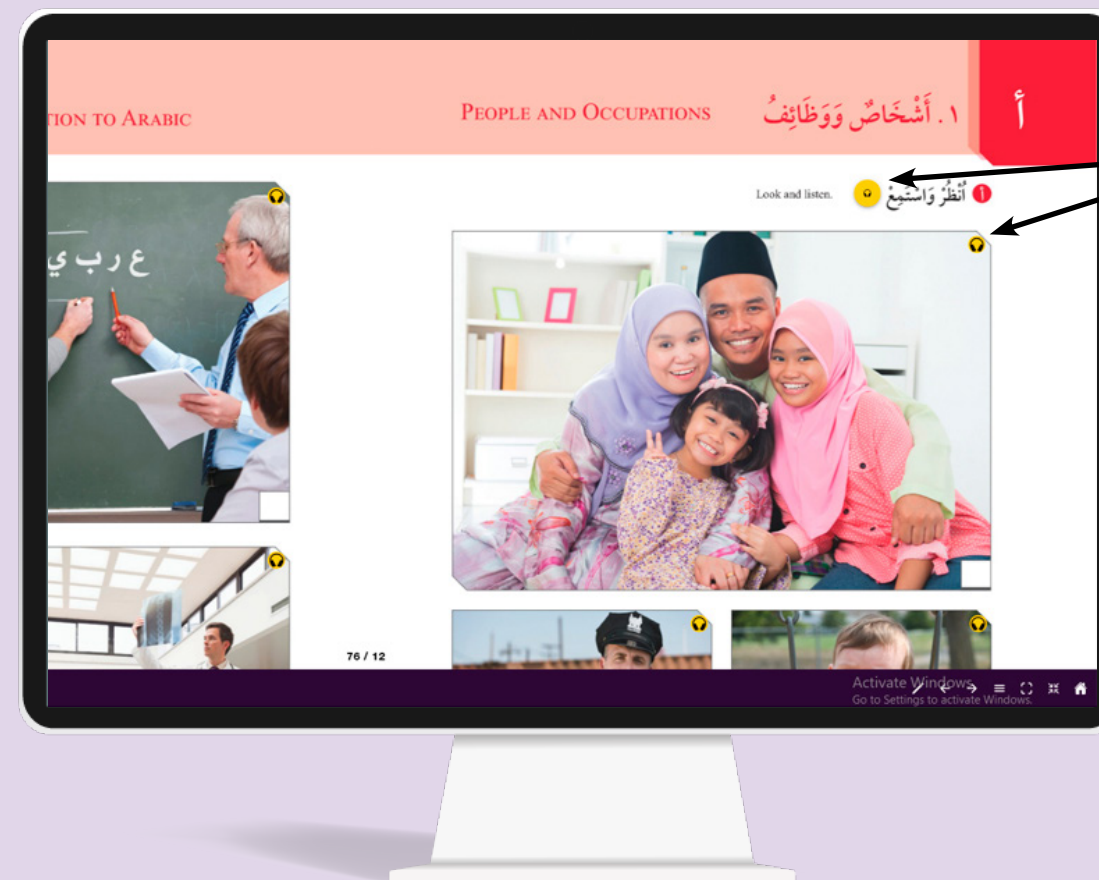 أ
١. أَشْخَاصٌ وَوَظَائِفُ
PEOPLE AND OCCUPATIONS
TION TO ARABIC
أ أُنْظُرْ وَاسْتَمِعْ
Look and listen.
ع ر ب ي
76 / 12
Activate Windows
Go to Settings to activate Windows.